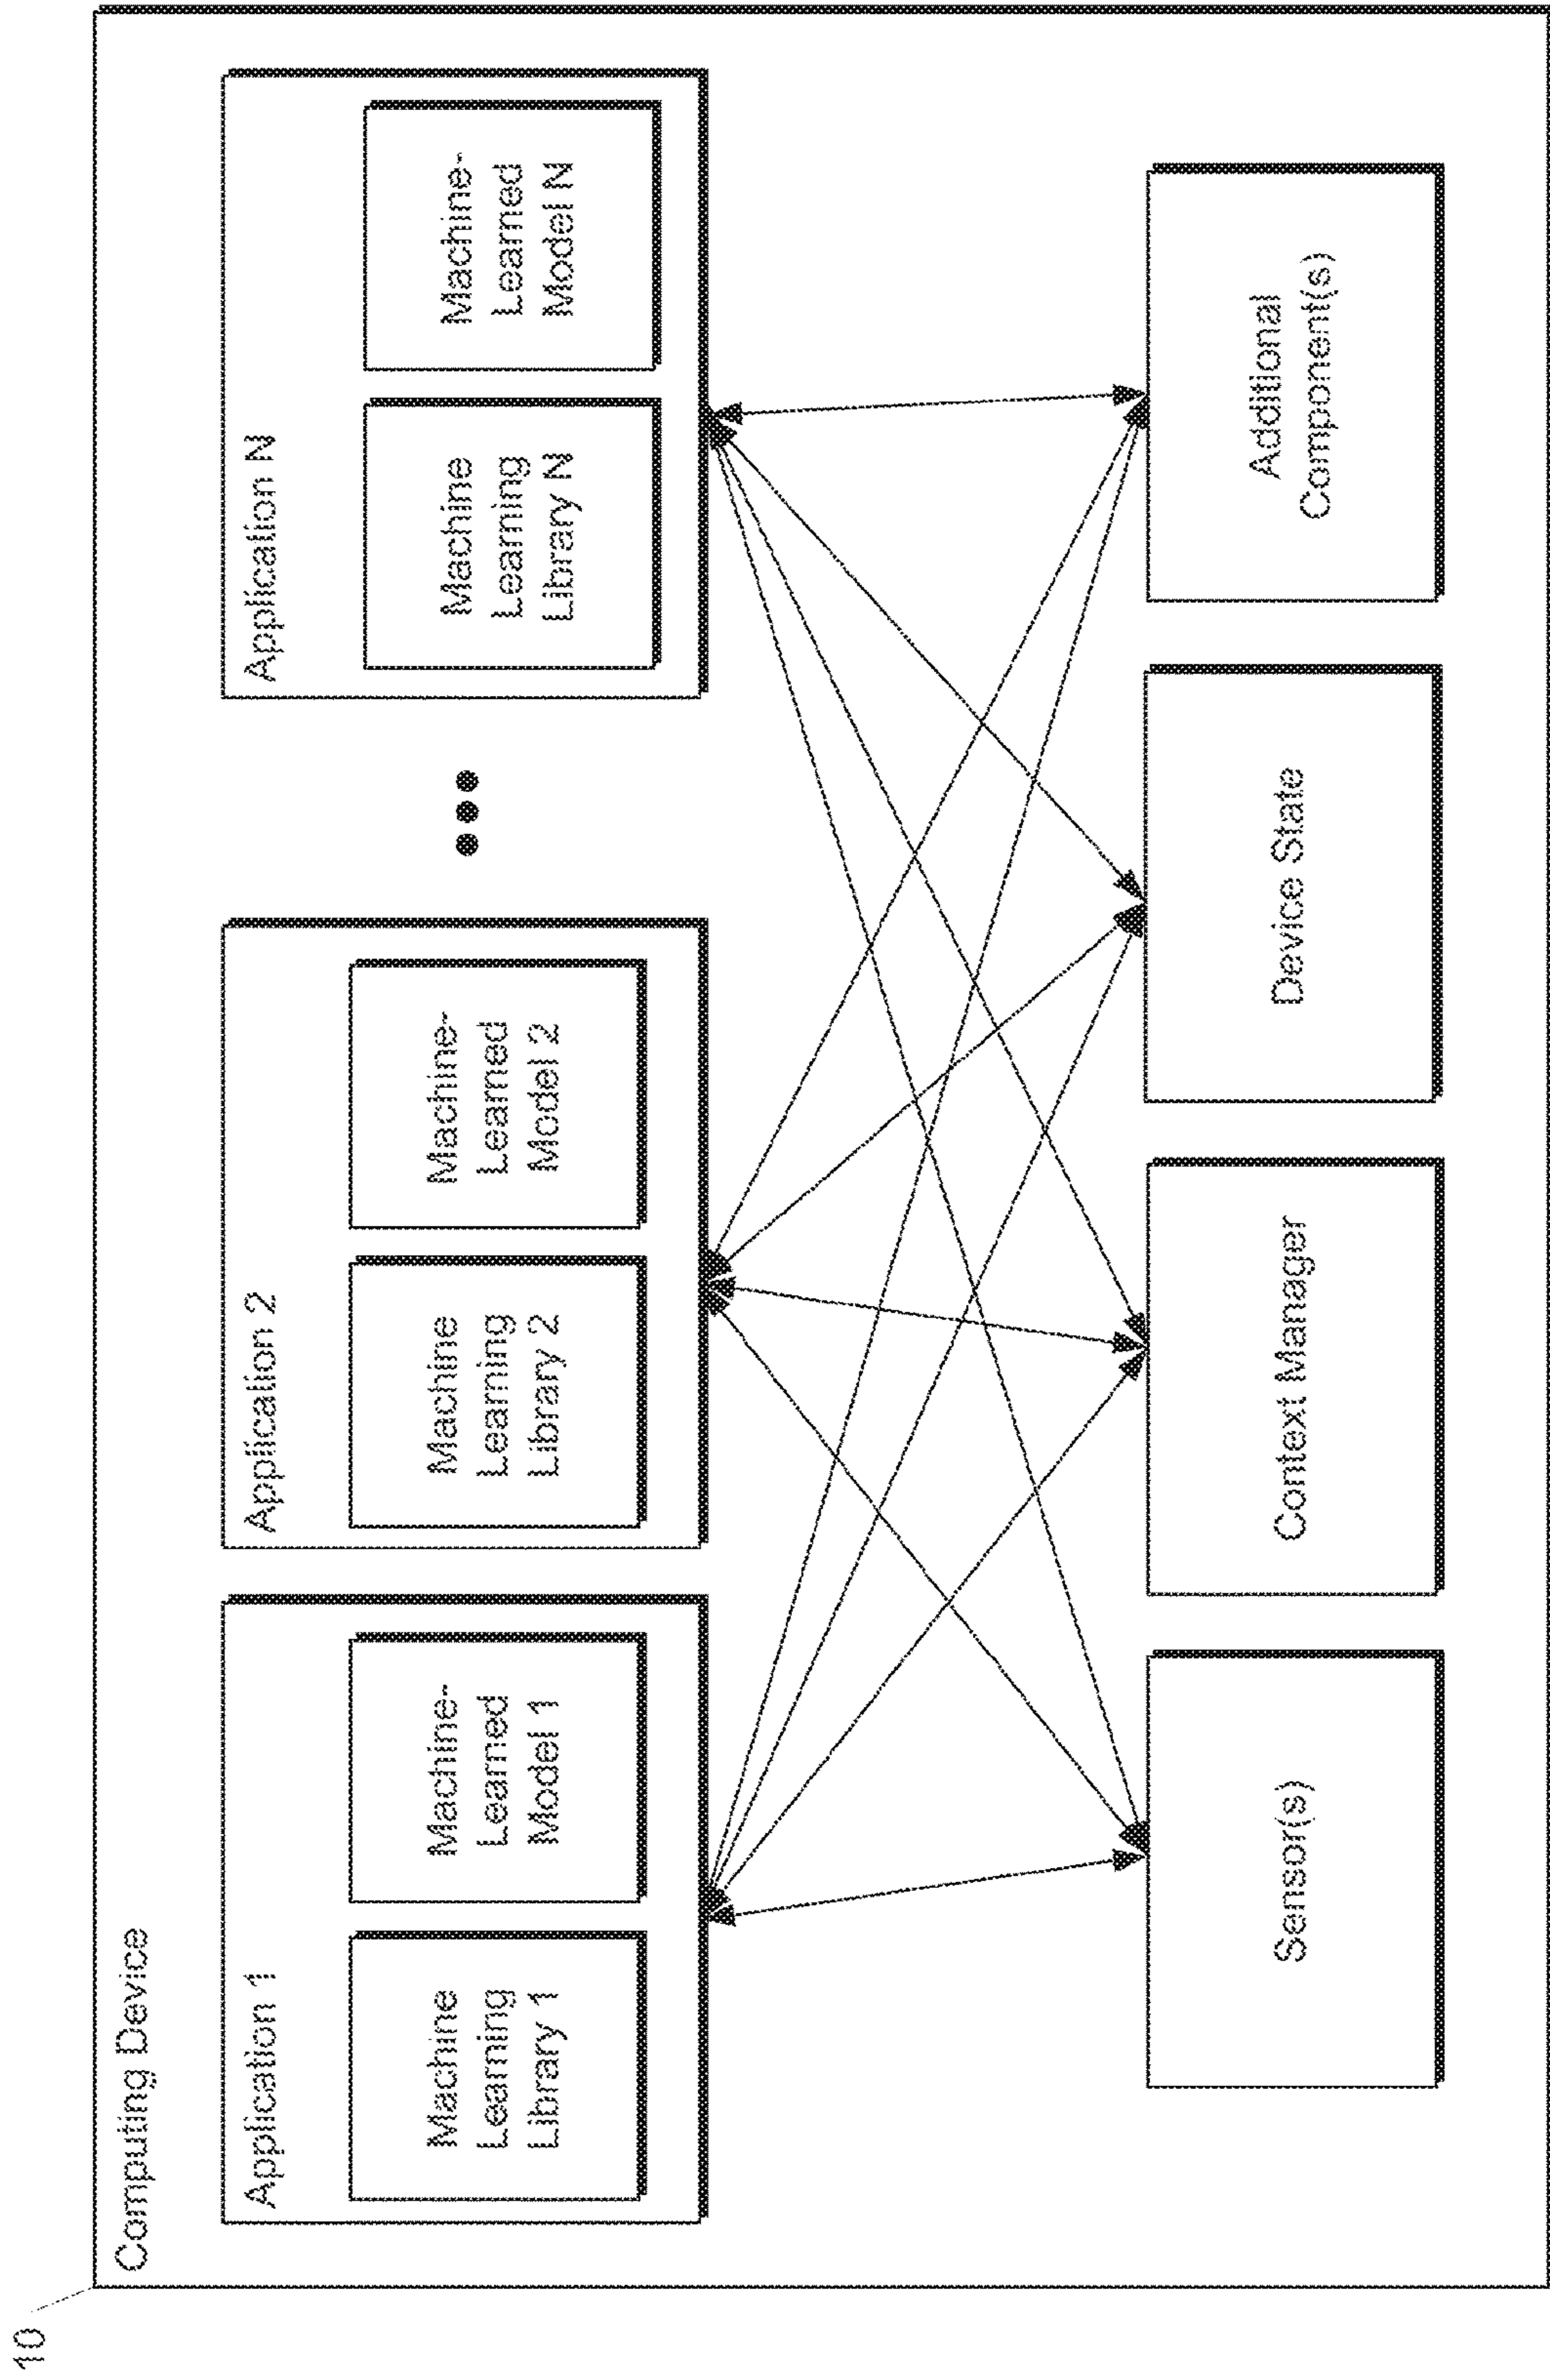 10
Computing Device
Application 1
Machine
Learning
Library 1
Machine-
Learned
Model 1
Application 2
Machine
Learning
Library 2
Machine-
Learned
Model 2
Application N
Machine
Learning
Library N
Machine-
Learned
Model N
Sensor(s)
Context Manager
Device State
Additional
Component(s)